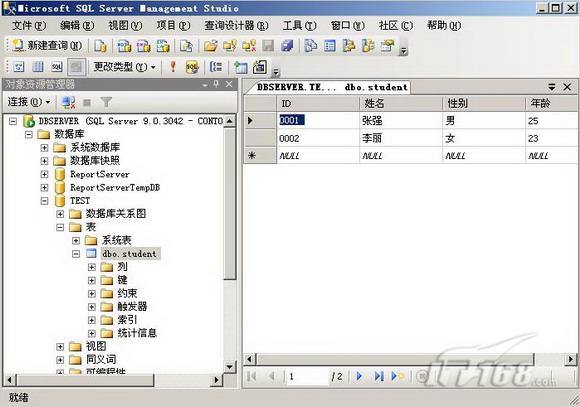 Microsoft SQL Server Management Studio
文件(F) 编辑(E) 视图(V) 项目(P) 查询设计器(R) 工具(T) 窗口(W) 社区(C) 帮助(H)
新建查询(N)
更改类型(Y)
对象资源管理器
连接(O)
DBSERVER (SQL Server 9.0.3042 - CONTO
数据库
系统数据库
数据库快照
ReportServer
ReportServerTempDB
TEST
数据库关系图
表
系统表
dbo.student
列
键
约束
触发器
索引
统计信息
视图
同义词
可编程性
DBSERVER.TE... dbo.student
ID 姓名 性别 年龄
0001 张强 男 25
0002 李丽 女 23
NULL NULL NULL NULL
1 / 2
IT168.com
就绪